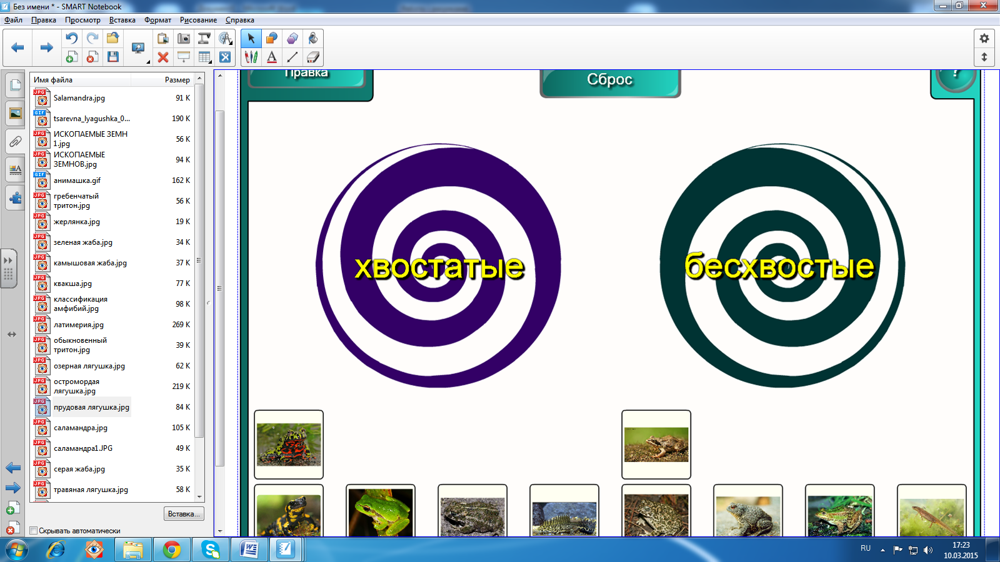 Без имени * - SMART Notebook
Файл Правка Просмотр Вставка Формат Рисование Справка
Имя файла Размер
Salamandra.jpg 91 K
tsarevna_lyagushka_0... 190 K
ИСКОПАЕМЫЕ ЗЕМН
1.jpg 56 K
ИСКОПАЕМЫЕ
ЗЕМНОВ.jpg 94 K
анимашка.gif 162 K
гребенчатый
тритон.jpg 56 K
жерлянка.jpg 19 K
зеленая жаба.jpg 34 K
камышовая жаба.jpg 37 K
квакша.jpg 77 K
классификация
амфибий.jpg 98 K
латимерия.jpg 269 K
обыкновенный
тритон.jpg 39 K
озерная лягушка.jpg 62 K
остромордая
лягушка.jpg 219 K
прудовая лягушка.jpg 84 K
саламандра.jpg 105 K
саламандра1.JPG 49 K
серая жаба.jpg 35 K
травяная лягушка.jpg 58 K
Вставка...
Скрывать автоматически
Правка
Сброс
?
хвостатые
бесхвостые
RU
17:23
10.03.2015